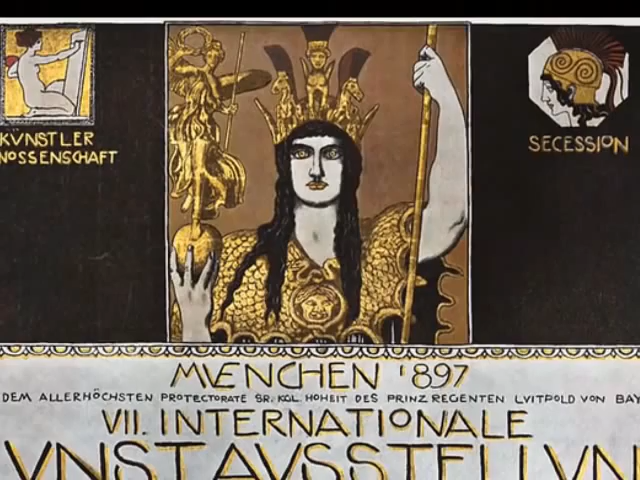 KÜNSTLER
NOSSENSCHAFT
SECESSION
MVENCHEN 1897
DEM ALLERHÖCHSTEN PROTECTORATE SR. KGL. HOHEIT DES PRINZ REGENTEN LVITPOLD VON BAY
VII. INTERNATIONALE
VNSTAVSSTELLVN